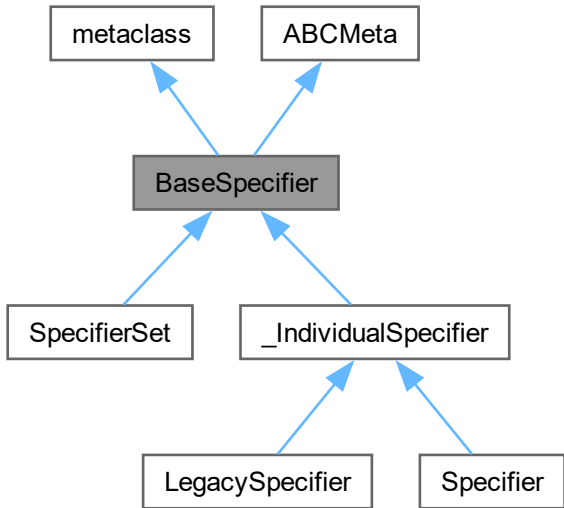 metaclass
ABCMeta
BaseSpecifier
SpecifierSet
_IndividualSpecifier
LegacySpecifier
Specifier